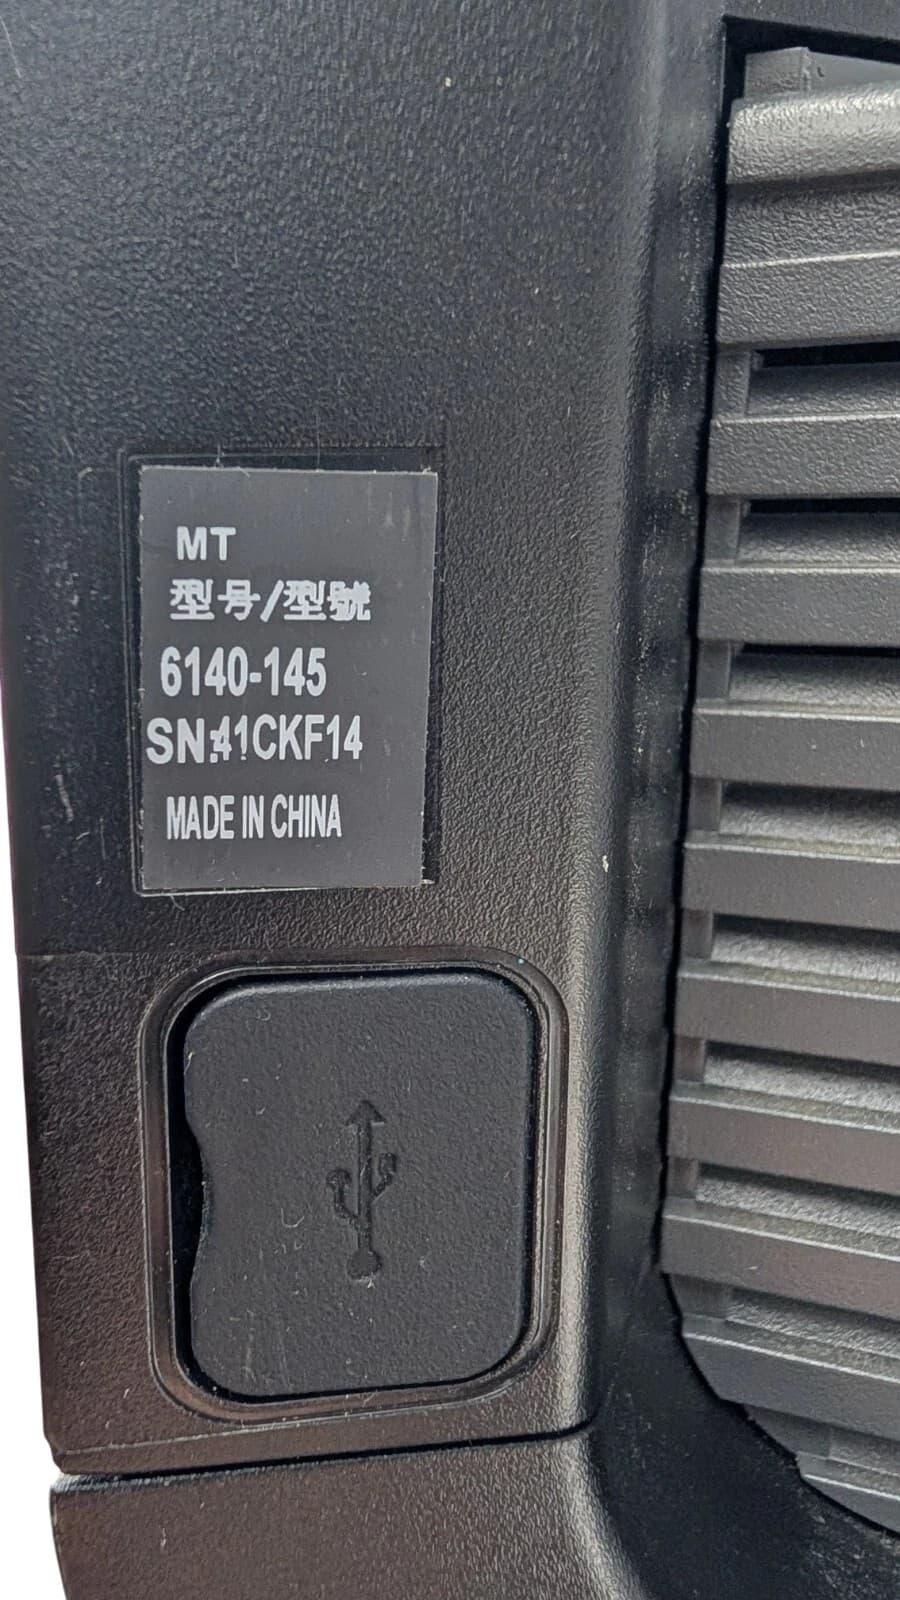 MT
型号/型號
6140-145
SN:41CKF14
MADE IN CHINA